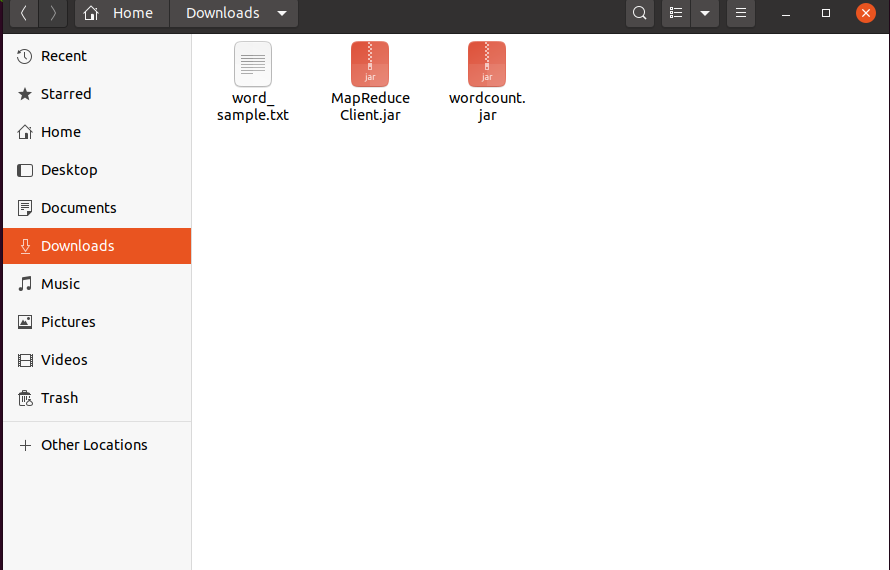 Home
Downloads
Recent
Starred
Home
Desktop
Documents
Downloads
Music
Pictures
Videos
Trash
Other Locations
word_
sample.txt
jar
MapReduce
Client.jar
jar
wordcount.
jar